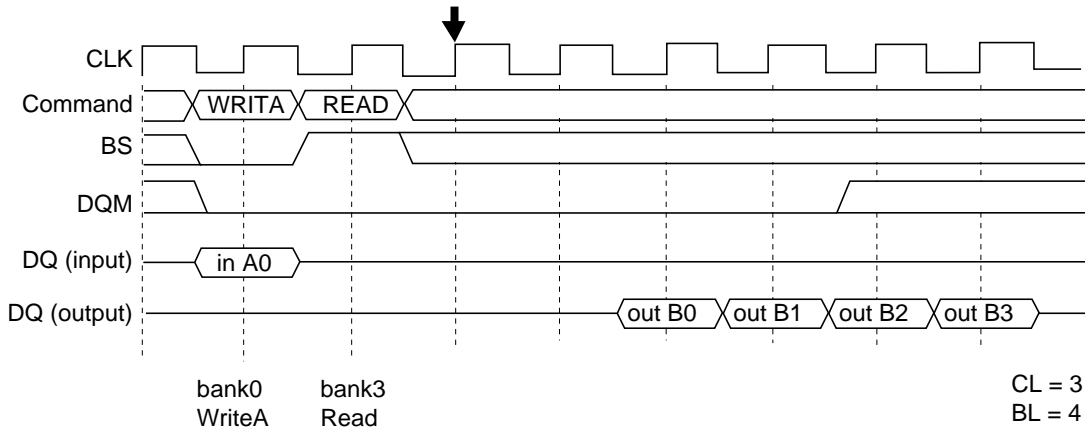 CLK
Command WRITA READ
BS
DQM
DQ (input) in A0
DQ (output) out B0 out B1 out B2 out B3
bank0 bank3 CL = 3
WriteA Read BL = 4